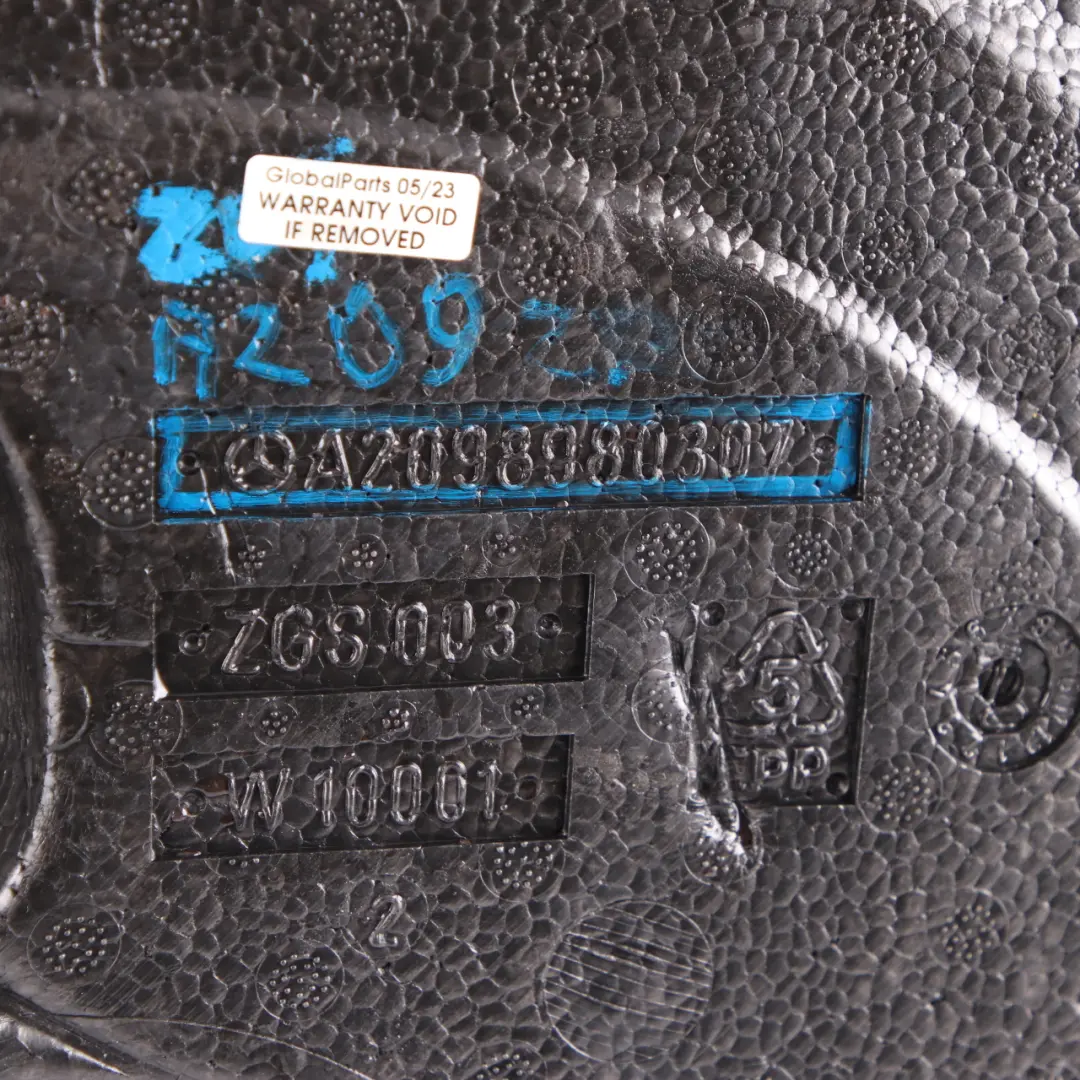 GlobalParts 05/23
WARRANTY VOID
IF REMOVED
A209
A2098980307
ZGS 003
5
PP
W 10001
2